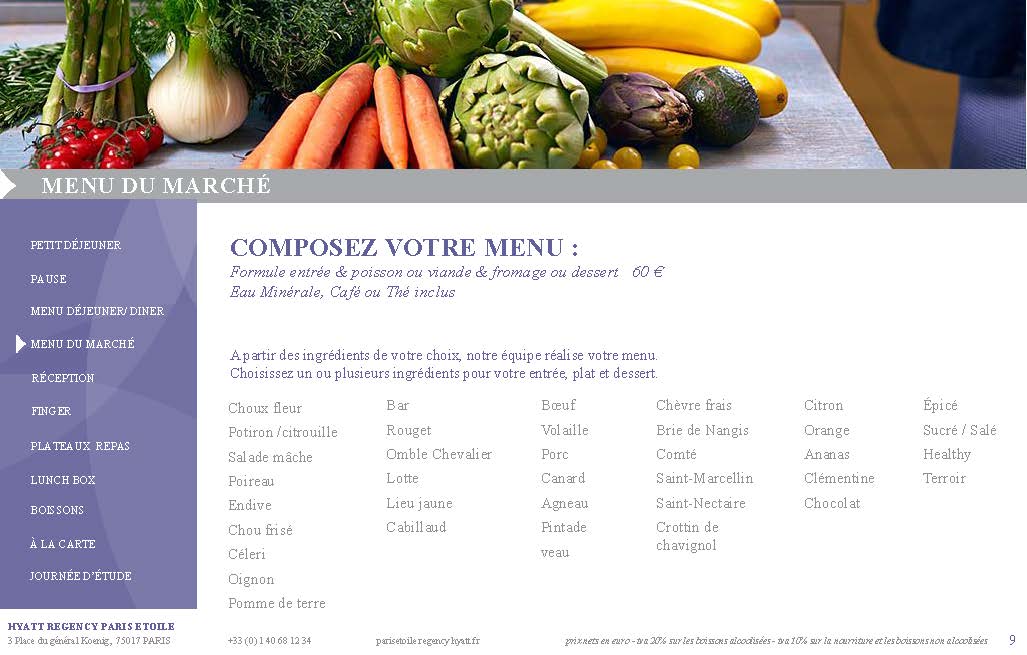 MENU DU MARCHÉ
PETIT DÉJEUNER
PAUSE
MENU DÉJEUNER/ DINER
MENU DU MARCHÉ
RÉCEPTION
FINGER
PLATEAUX REPAS
LUNCH BOX
BOISSONS
À LA CARTE
JOURNÉE D'ÉTUDE
COMPOSEZ VOTRE MENU :
Formule entrée & poisson ou viande & fromage ou dessert 60 €
Eau Minérale, Café ou Thé inclus
A partir des ingrédients de votre choix, notre équipe réalise votre menu.
Choisissez un ou plusieurs ingrédients pour votre entrée, plat et dessert.
Choux fleur
Potiron /citrouille
Salade mâche
Poireau
Endive
Chou frisé
Céleri
Oignon
Pomme de terre
Bar
Rouget
Omble Chevalier
Lotte
Lieu jaune
Cabillaud
Bœuf
Volaille
Porc
Canard
Agneau
Pintade
veau
Chèvre frais
Brie de Nangis
Comté
Saint-Marcellin
Saint-Nectaire
Crottin de
chavignol
Citron
Orange
Ananas
Clémentine
Chocolat
Épicé
Sucré / Salé
Healthy
Terroir
HYATT REGENCY PARIS ETOILE
3 Place du général Koenig, 75017 PARIS
+33 (0) 1 40 68 12 34
parisetoile.regency.hyatt.fr
prix nets en euro - tva 20% sur les boissons alcoolisées - tva 10% sur la nourriture et les boissons non alcoolisées
9